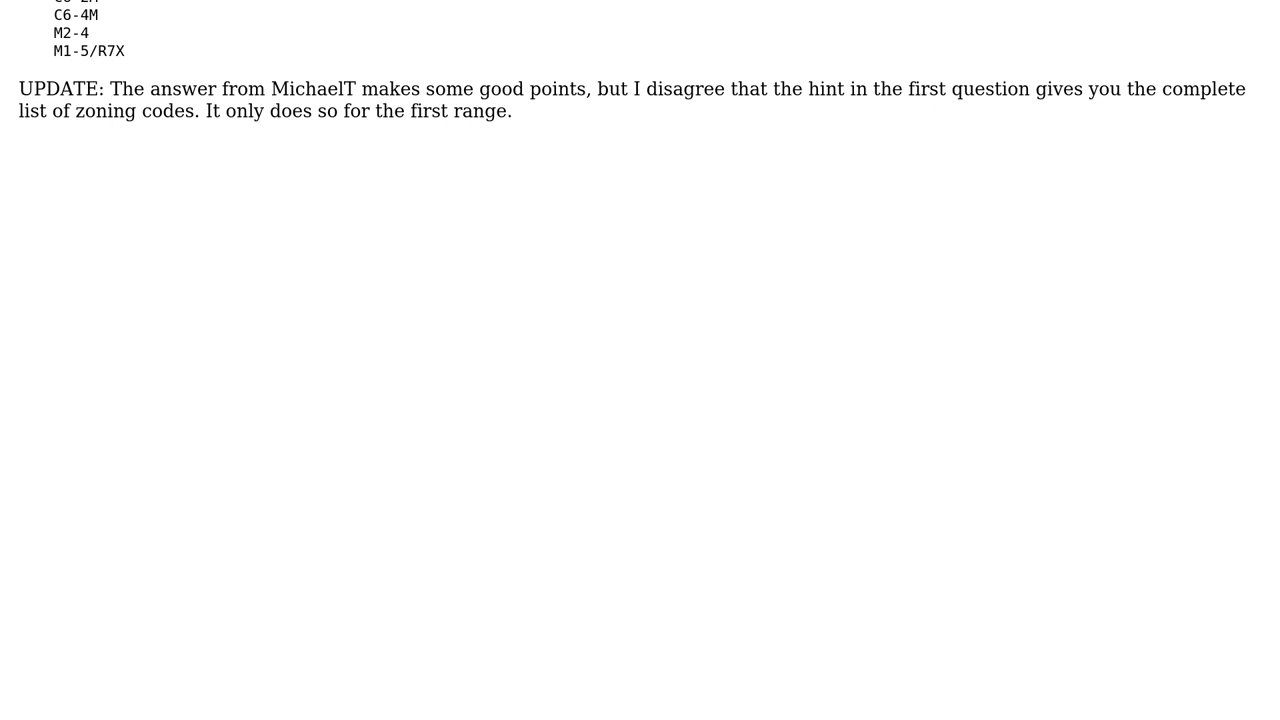 C6-4M
M2-4
M1-5/R7X
UPDATE: The answer from MichaelT makes some good points, but I disagree that the hint in the first question gives you the complete
list of zoning codes. It only does so for the first range.